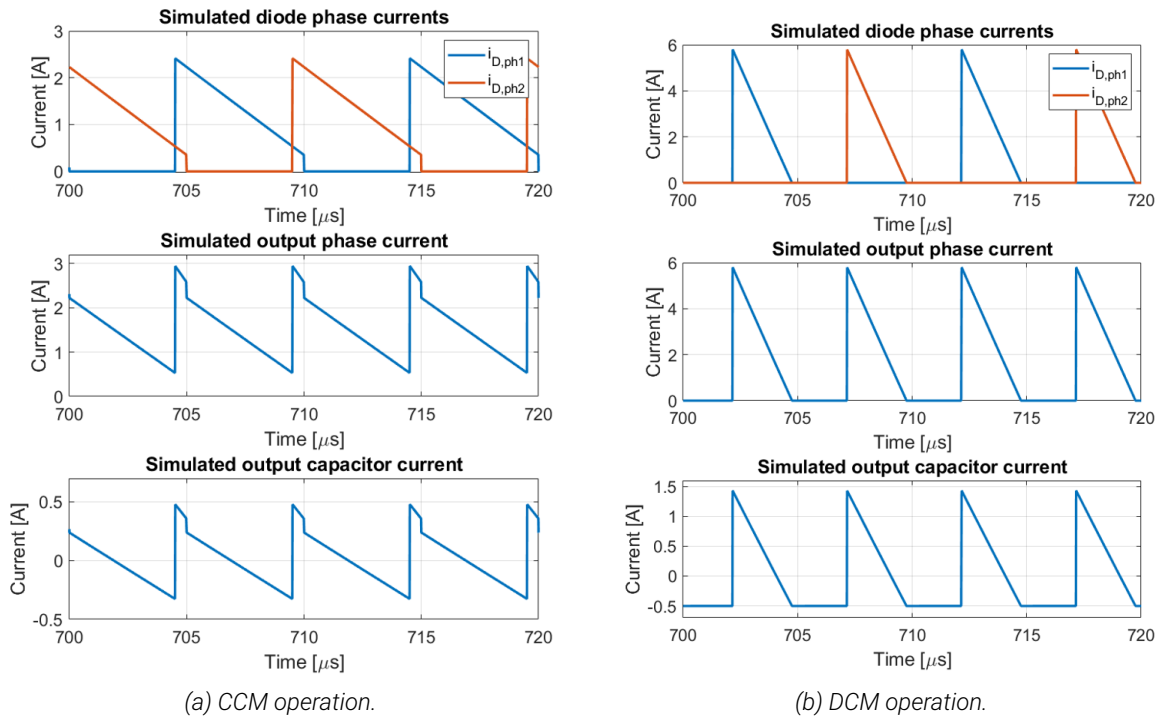 Simulated diode phase currents
3
2
1
0
Current [A]
i_D,ph1
i_D,ph2
700
705
710
715
720
Time [μs]
Simulated output phase current
3
2
1
0
Current [A]
700
705
710
715
720
Time [μs]
Simulated output capacitor current
0.5
0
-0.5
Current [A]
700
705
710
715
720
Time [μs]
(a) CCM operation.
Simulated diode phase currents
6
4
2
0
Current [A]
i_D,ph1
i_D,ph2
700
705
710
715
720
Time [μs]
Simulated output phase current
6
4
2
0
Current [A]
700
705
710
715
720
Time [μs]
Simulated output capacitor current
1.5
1
0.5
0
-0.5
Current [A]
700
705
710
715
720
Time [μs]
(b) DCM operation.